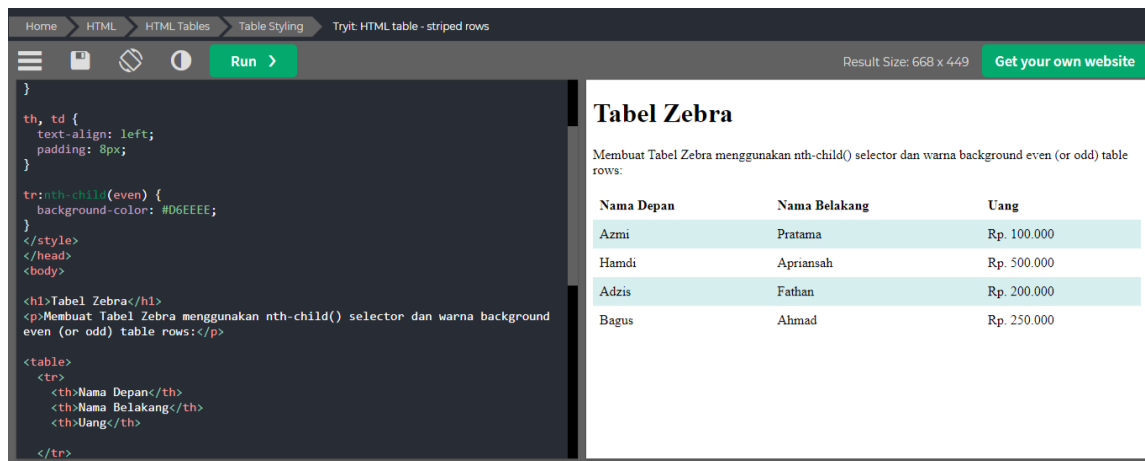 Home HTML HTML Tables Table Styling Tryit: HTML table - striped rows
Run ❯ Result Size: 668 x 449 Get your own website
}
th, td {
  text-align: left;
  padding: 8px;
}
tr:nth-child(even) {
  background-color: #D6EEEE;
}
</style>
</head>
<body>
<h1>Tabel Zebra</h1>
<p>Membuat Tabel Zebra menggunakan nth-child() selector dan warna background
even (or odd) table rows:</p>
<table>
  <tr>
    <th>Nama Depan</th>
    <th>Nama Belakang</th>
    <th>Uang</th>
  </tr>
Tabel Zebra
Membuat Tabel Zebra menggunakan nth-child() selector dan warna background even (or odd) table
rows:
Nama Depan Nama Belakang Uang
Azmi Pratama Rp. 100.000
Hamdi Apriansah Rp. 500.000
Adzis Fathan Rp. 200.000
Bagus Ahmad Rp. 250.000